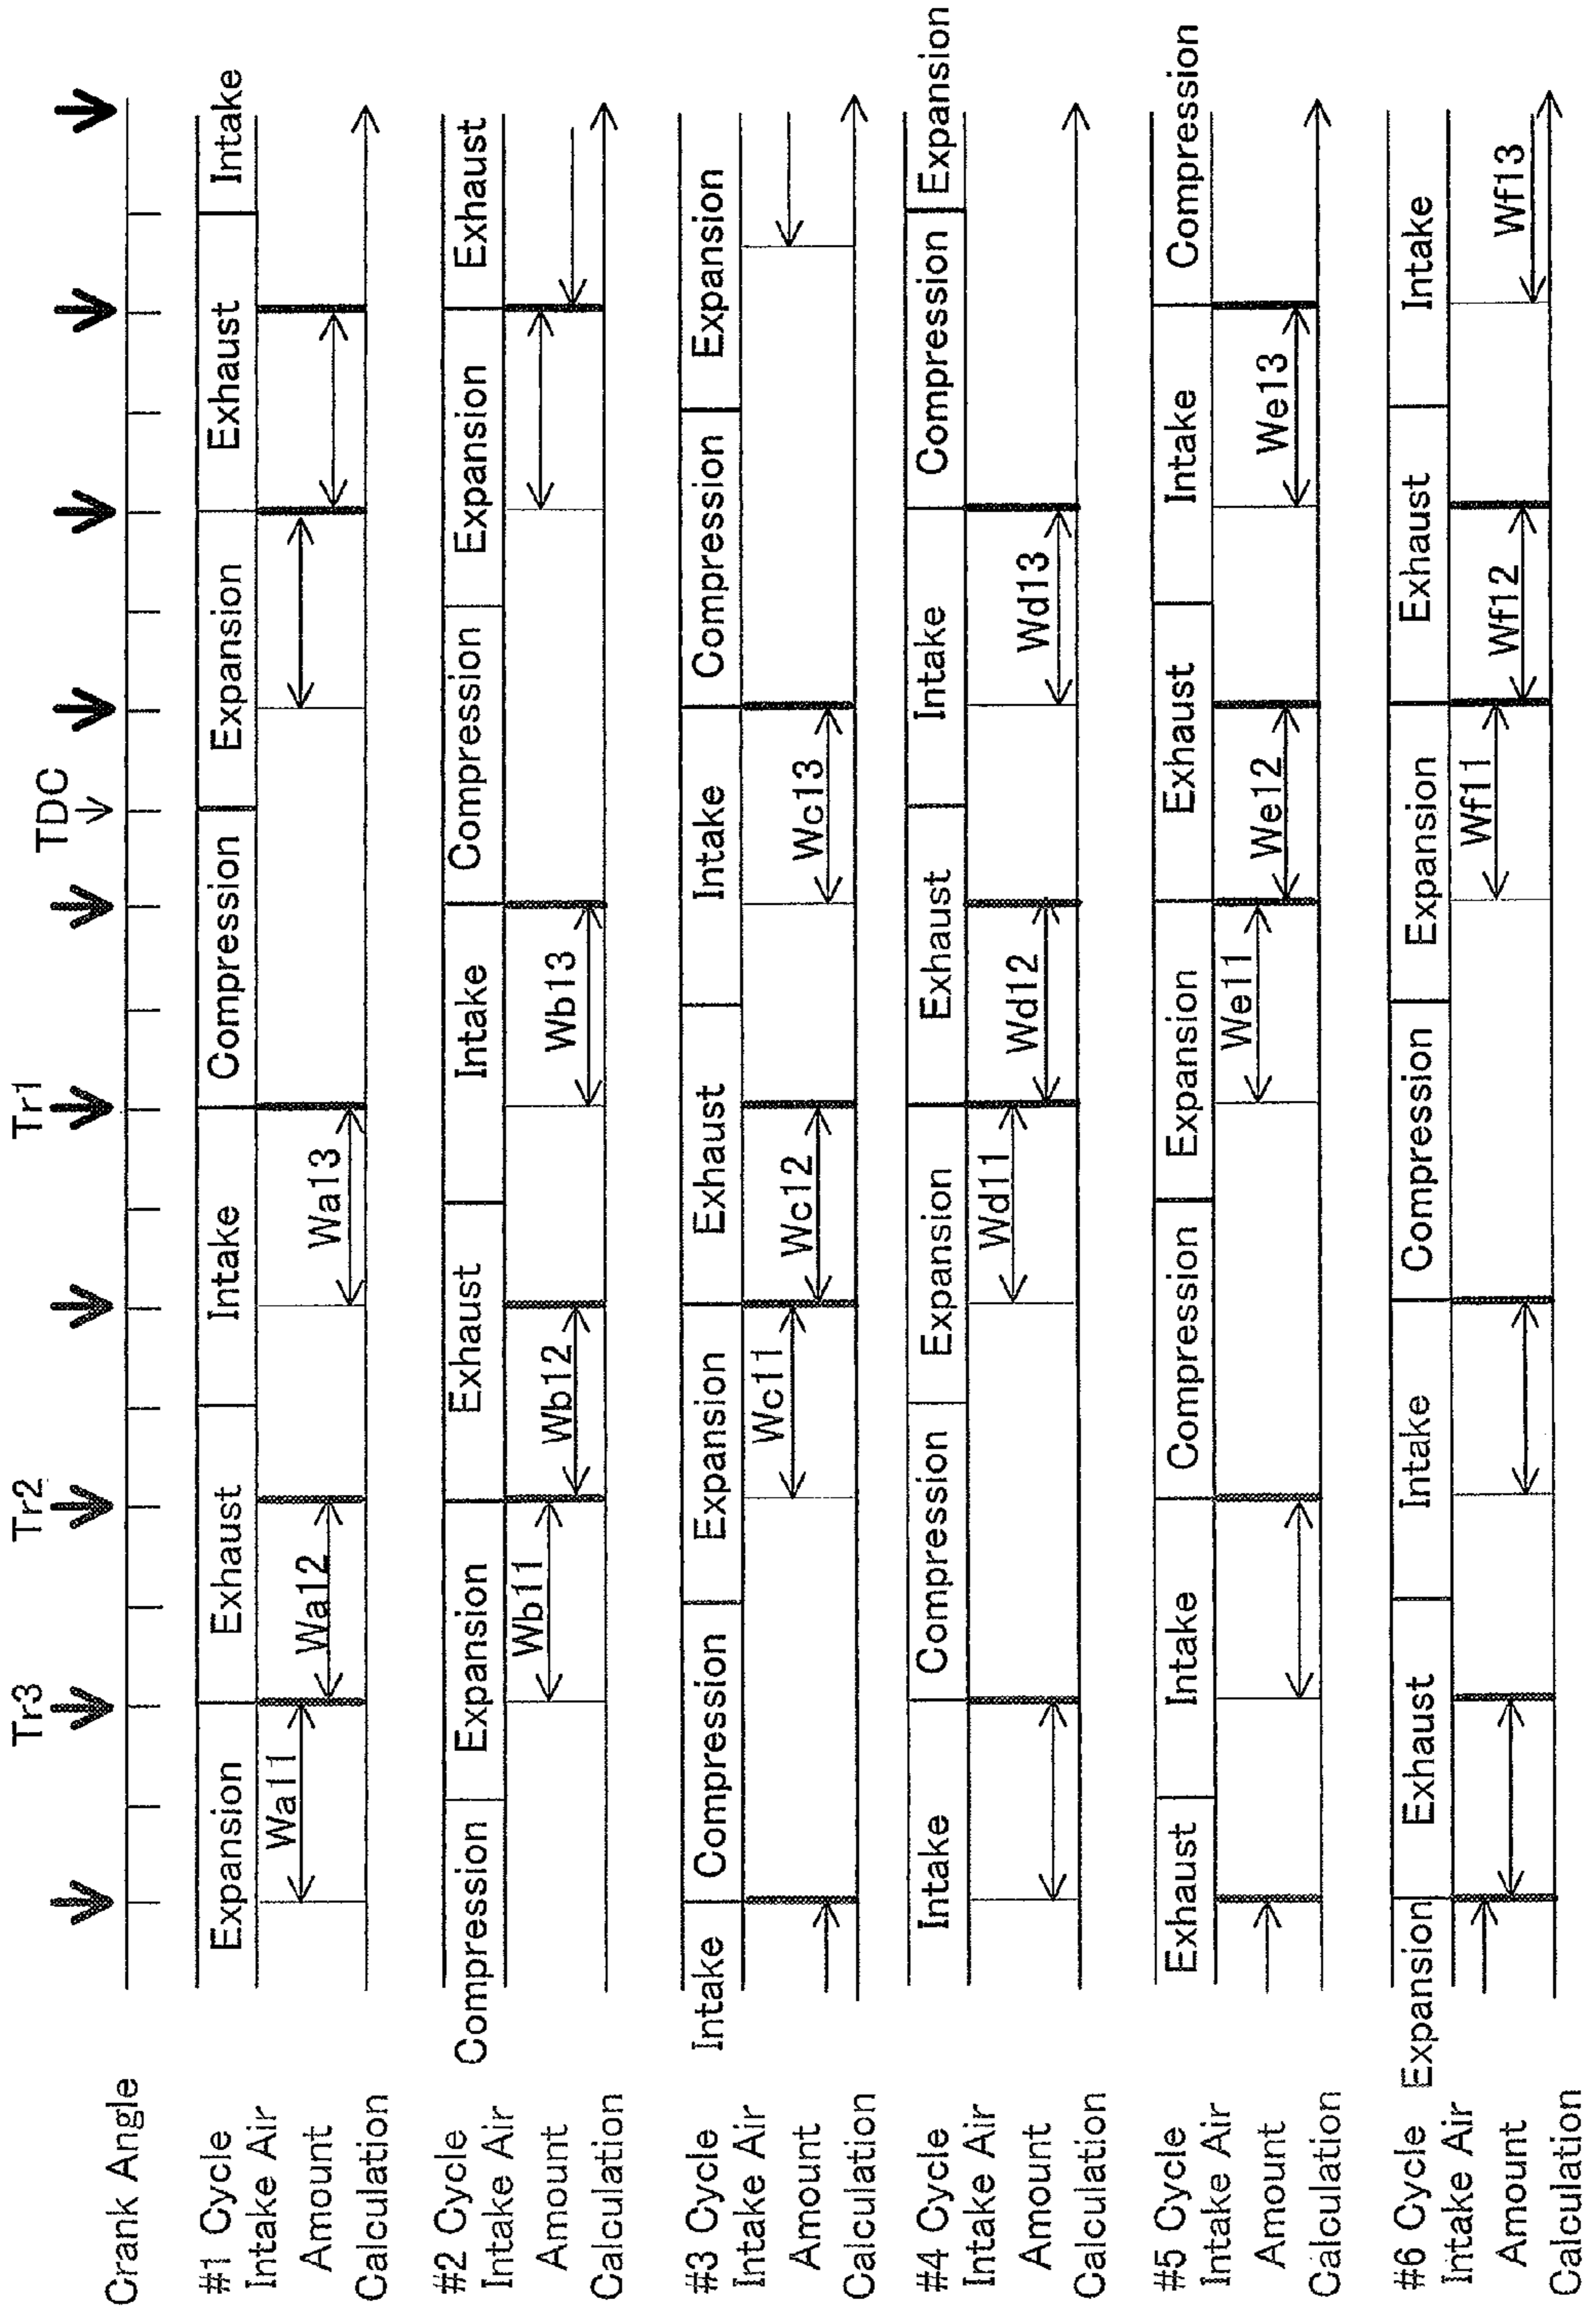 Tr3 Tr2 Tr1 TDC
Crank Angle
#1 Cycle Expansion Exhaust Intake Compression Expansion Exhaust Intake
Intake Air
Amount
Calculation
Wa11 Wa12 Wa13
#2 Cycle Compression Expansion Exhaust Intake Compression Expansion Exhaust
Intake Air
Amount
Calculation
Wb11 Wb12 Wb13
#3 Cycle Intake Compression Expansion Exhaust Intake Compression Expansion
Intake Air
Amount
Calculation
Wc11 Wc12 Wc13
#4 Cycle Intake Compression Expansion Exhaust Intake Compression Expansion
Intake Air
Amount
Calculation
Wd11 Wd12 Wd13
#5 Cycle Exhaust Intake Compression Expansion Exhaust Intake Compression
Intake Air
Amount
Calculation
We11 We12 We13
#6 Cycle Expansion Exhaust Intake Compression Expansion Exhaust Intake
Intake Air
Amount
Calculation
Wf11 Wf12 Wf13